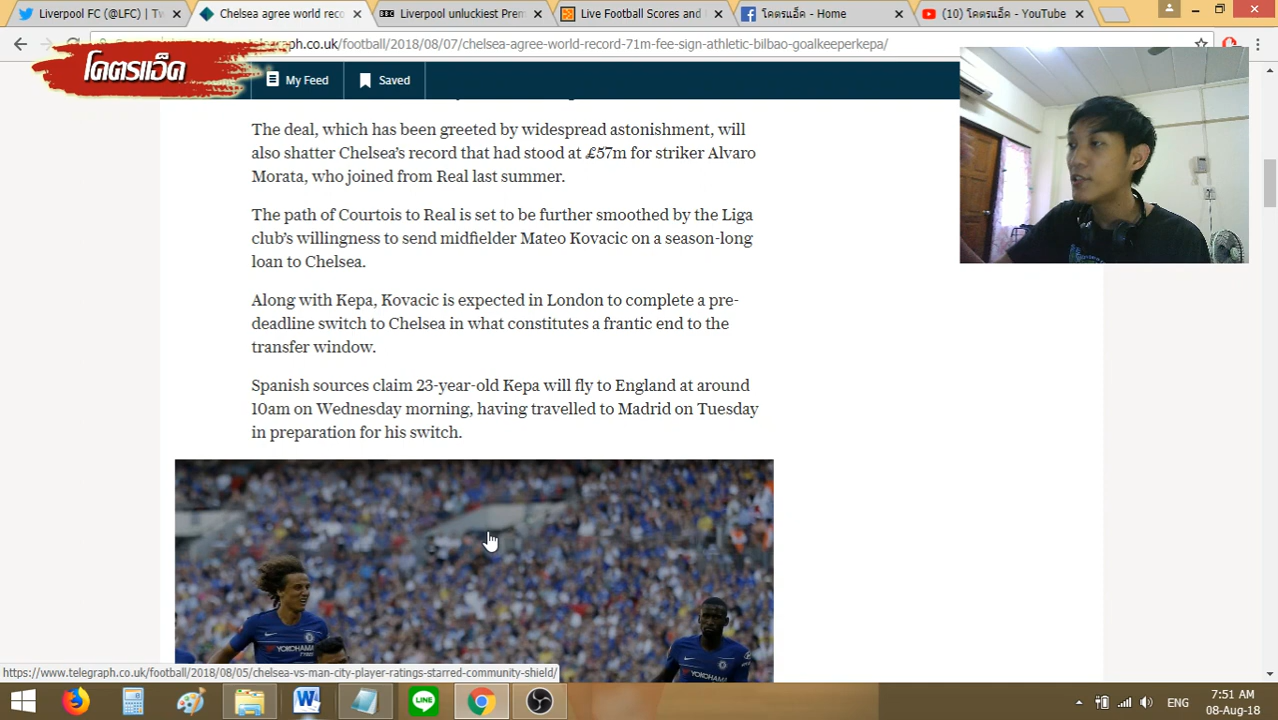 Liverpool FC (@LFC) | Tw
Chelsea agree world reco
Liverpool unluckiest Prem
Live Football Scores and
โคตรแอ็ค - Home
(10) โคตรแอ็ค - YouTube
graph.co.uk/football/2018/08/07/chelsea-agree-world-record-71m-fee-sign-athletic-bilbao-goalkeeperkepa/
โคตรแอ็ด
My Feed
Saved
The deal, which has been greeted by widespread astonishment, will
also shatter Chelsea's record that had stood at £57m for striker Alvaro
Morata, who joined from Real last summer.
The path of Courtois to Real is set to be further smoothed by the Liga
club's willingness to send midfielder Mateo Kovacic on a season-long
loan to Chelsea.
Along with Kepa, Kovacic is expected in London to complete a pre-
deadline switch to Chelsea in what constitutes a frantic end to the
transfer window.
Spanish sources claim 23-year-old Kepa will fly to England at around
10am on Wednesday morning, having travelled to Madrid on Tuesday
in preparation for his switch.
YOKOHAMA
YOKOHAMA
https://www.telegraph.co.uk/football/2018/08/05/chelsea-vs-man-city-player-ratings-starred-community-shield/
LINE
ENG
7:51 AM
08-Aug-18